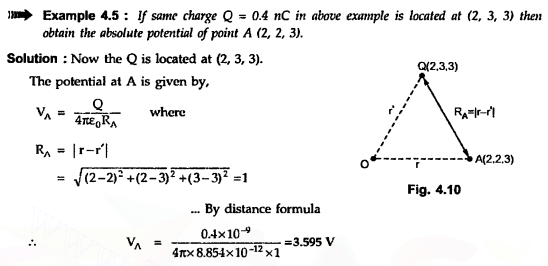 Example 4.5 : If same charge Q = 0.4 nC in above example is located at (2, 3, 3) then
obtain the absolute potential of point A (2, 2, 3).
Solution : Now the Q is located at (2, 3, 3).
The potential at A is given by,
V_A = Q / 4πε₀R_A where
R_A = |r−r′|
= √(2−2)² +(2−3)² +(3−3)² =1
... By distance formula
∴ V_A = 0.4×10⁻⁹ / 4π×8.854×10⁻¹² ×1 =3.595 V
Q(2,3,3)
r′
R_A=|r−r′|
O
r
A(2,2,3)
Fig. 4.10